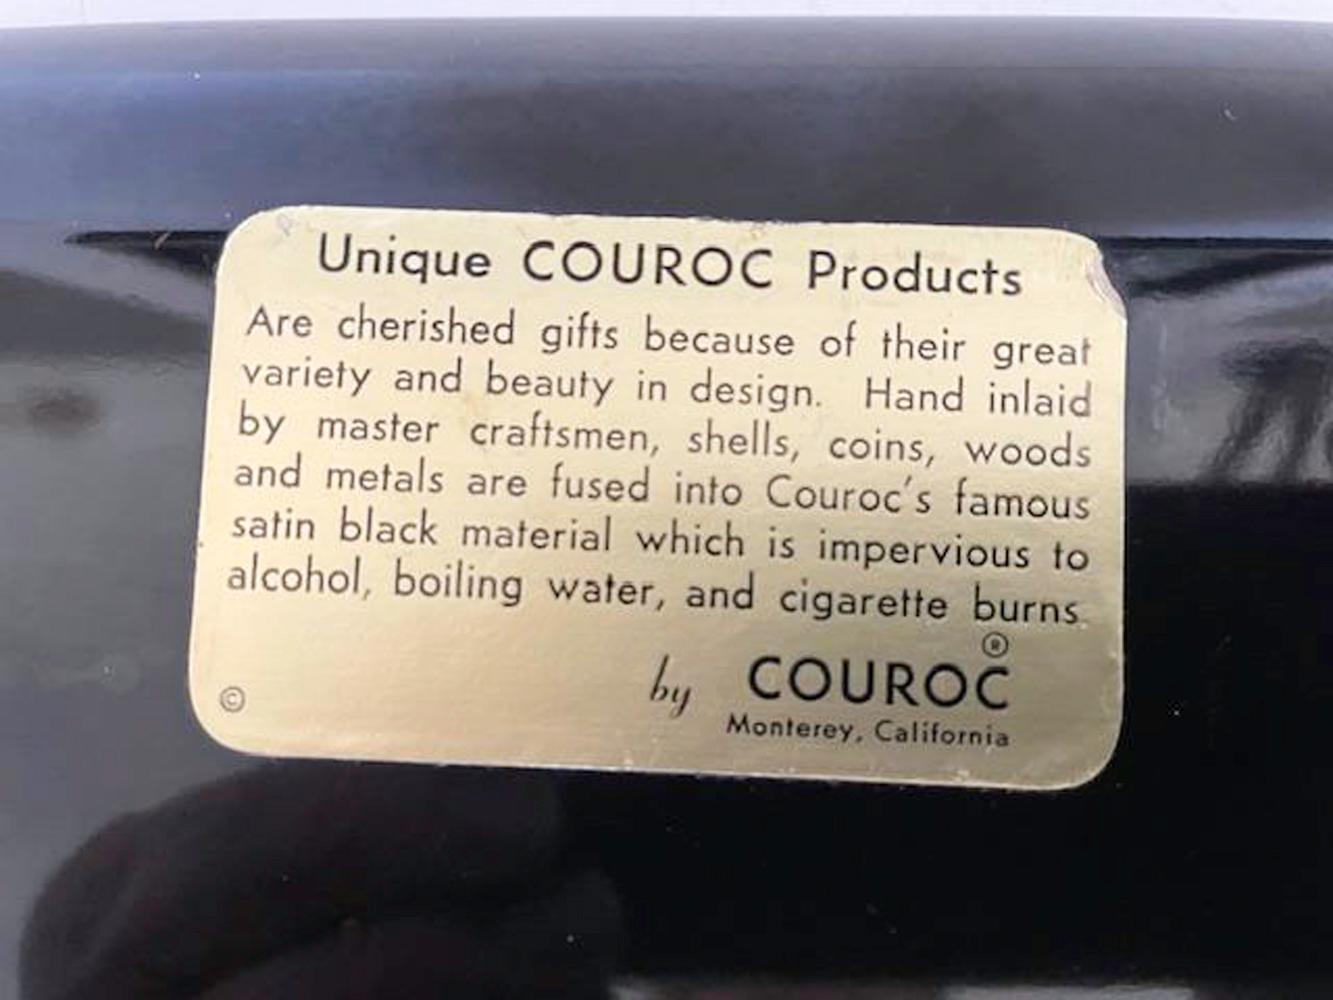 Unique COUROC Products
Are cherished gifts because of their great
variety and beauty in design. Hand inlaid
by master craftsmen, shells, coins, woods
and metals are fused into Couroc's famous
satin black material which is impervious to
alcohol, boiling water, and cigarette burns.
®
by COUROC
© 
Monterey, California